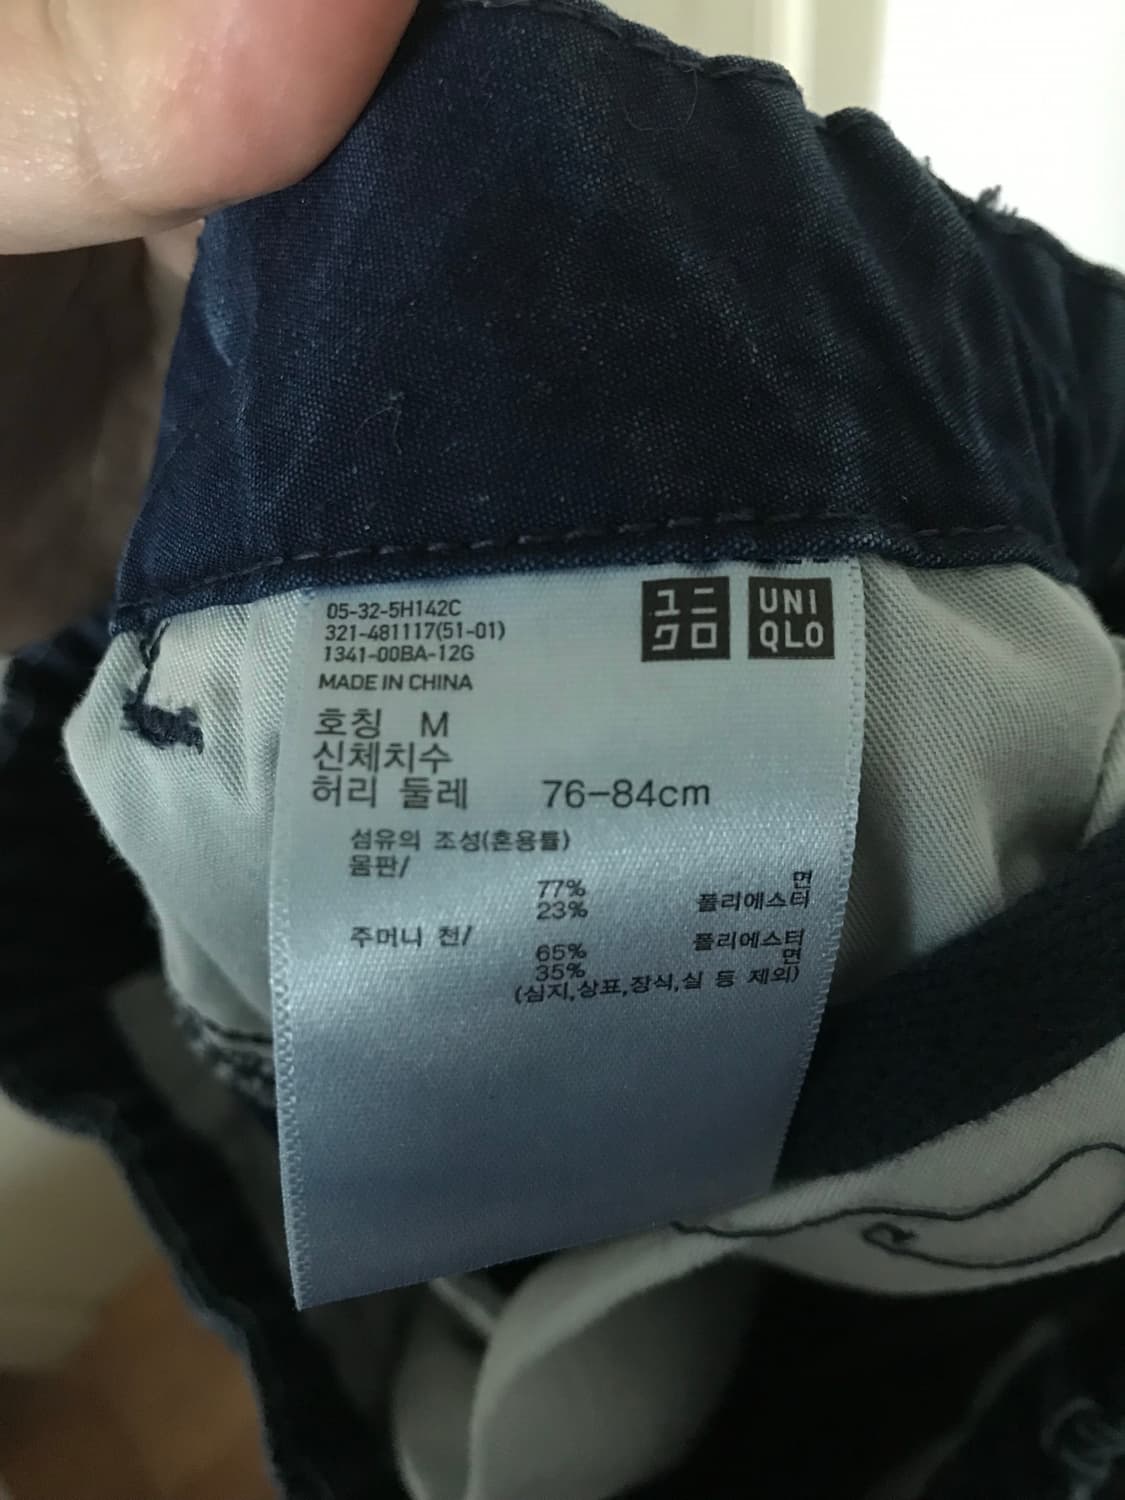 05-32-5H142C
321-481117(51-01)
1341-00BA-12G
MADE IN CHINA
ユニ
クロ
UNI
QLO
호칭 M
신체치수
허리 둘레 76-84cm
섬유의 조성(혼용률)
몸판/
77% 면
23% 폴리에스터
주머니 천/
65% 폴리에스터
35% 면
(심지,상표,장식,실 등 제외)